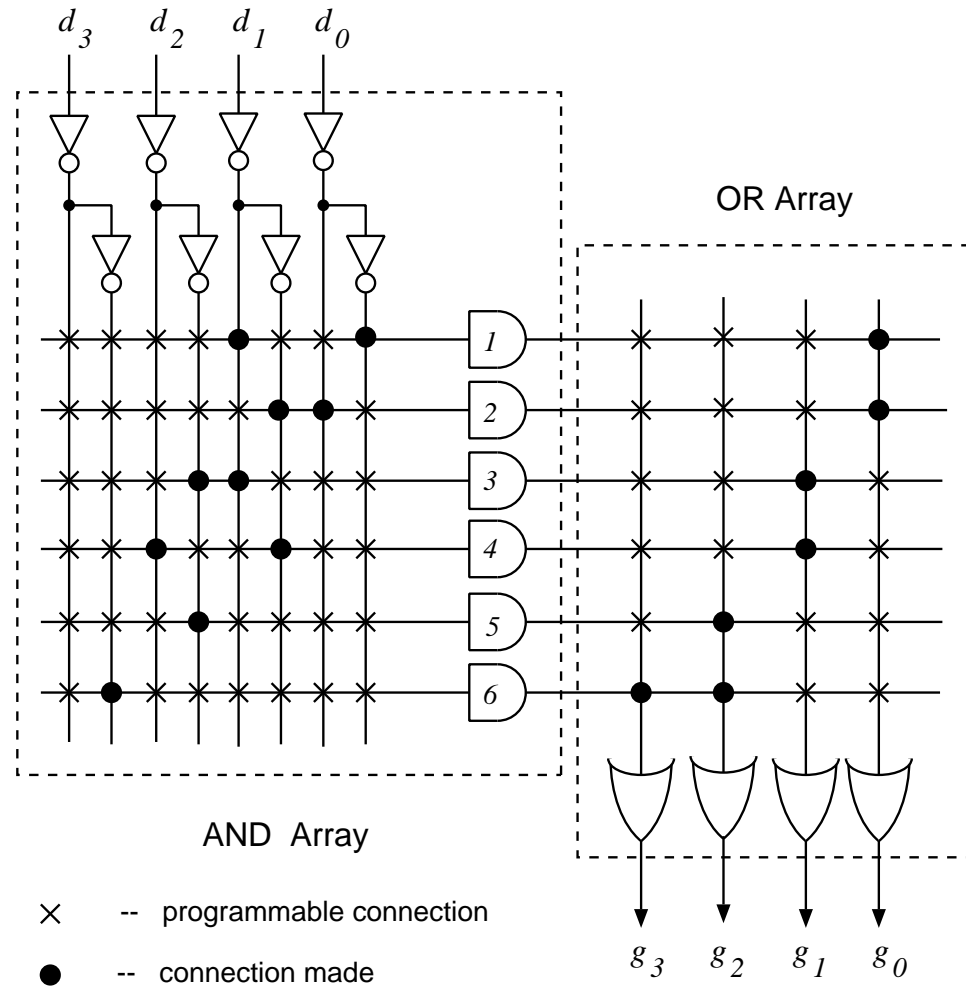 d3 d2 d1 d0
OR Array
1
2
3
4
5
6
AND Array
-- programmable connection
-- connection made
g3 g2 g1 g0